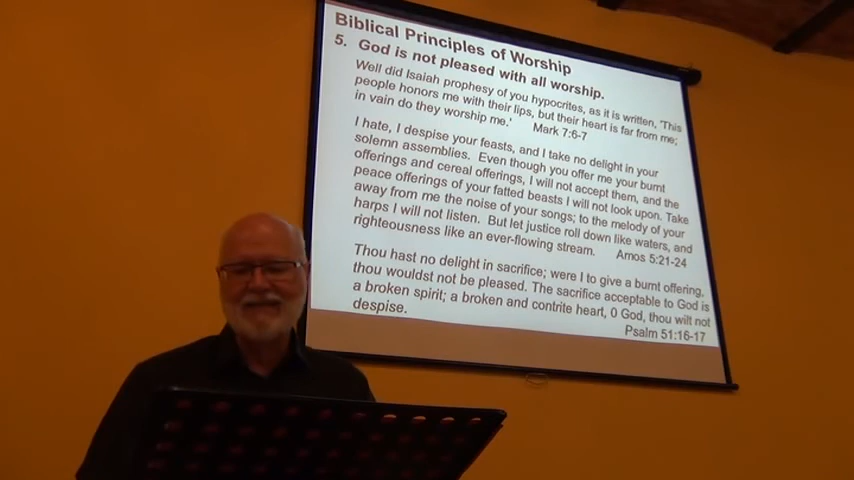 Biblical Principles of Worship
5. God is not pleased with all worship.
Well did Isaiah prophesy of you hypocrites, as it is written, 'This
people honors me with their lips, but their heart is far from me;
in vain do they worship me.' Mark 7:6-7
I hate, I despise your feasts, and I take no delight in your
solemn assemblies. Even though you offer me your burnt
offerings and cereal offerings, I will not accept them, and the
peace offerings of your fatted beasts I will not look upon. Take
away from me the noise of your songs; to the melody of your
harps I will not listen. But let justice roll down like waters, and
righteousness like an ever-flowing stream. Amos 5:21-24
Thou hast no delight in sacrifice; were I to give a burnt offering,
thou wouldst not be pleased. The sacrifice acceptable to God is
a broken spirit; a broken and contrite heart, O God, thou wilt not
despise. Psalm 51:16-17